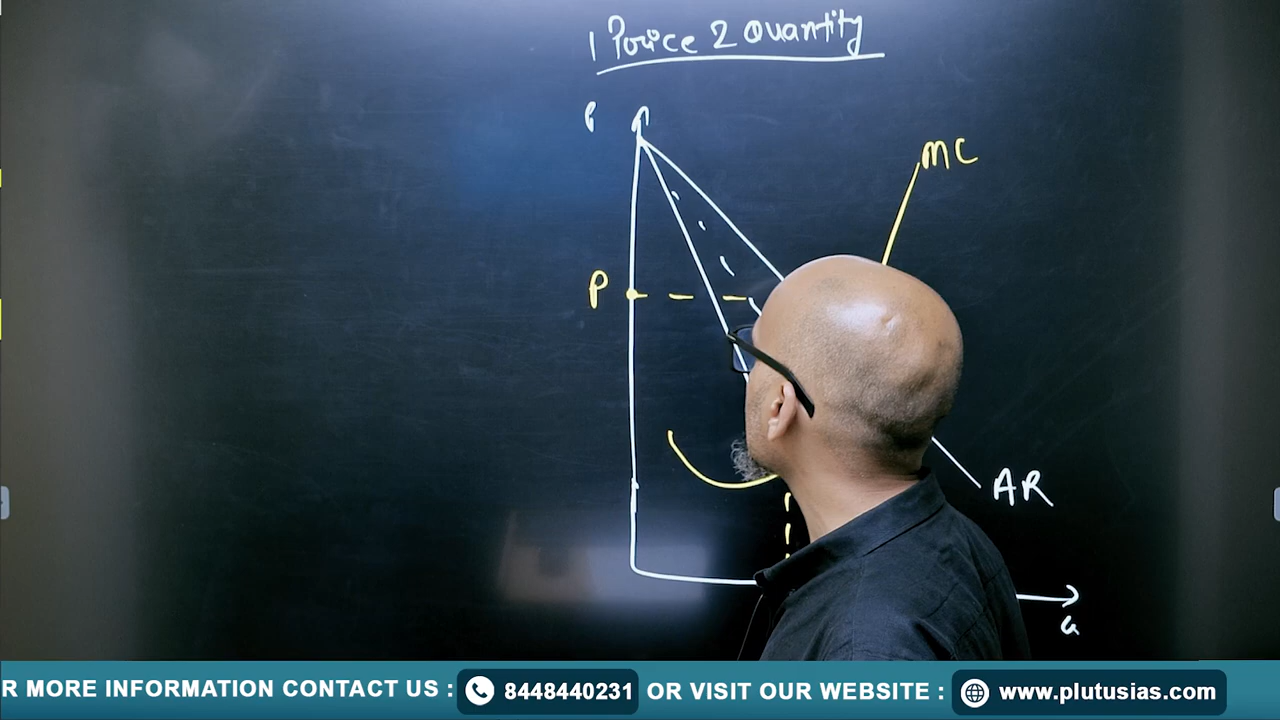 1 Price 2 Quantity
MC
P
AR
R MORE INFORMATION CONTACT US : 8448440231 OR VISIT OUR WEBSITE : www.plutusias.com